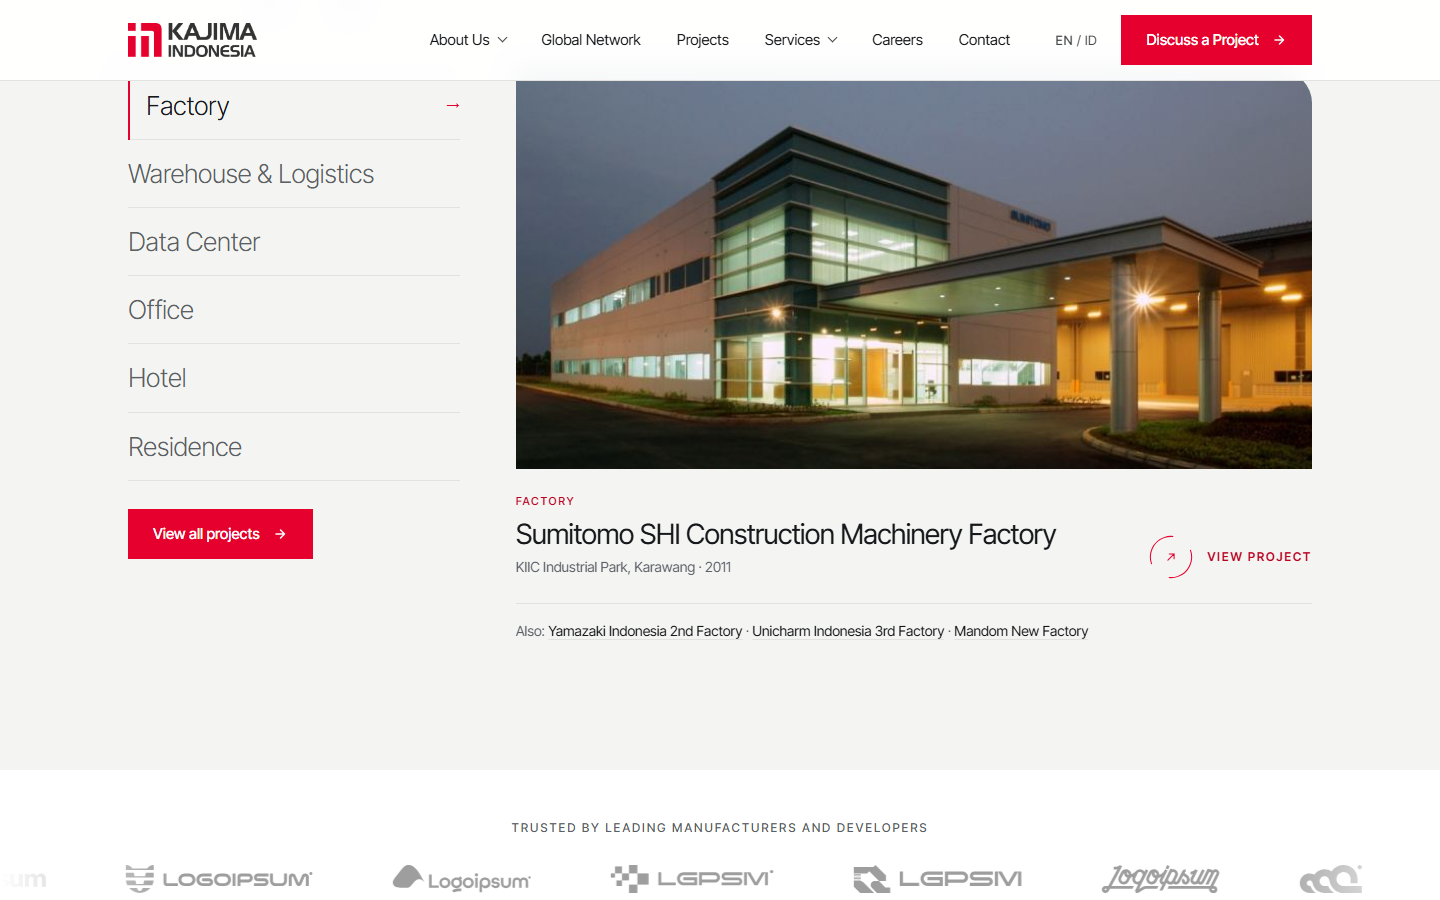 KAJIMA
INDONESIA
About Us
Global Network
Projects
Services
Careers
Contact
EN / ID
Discuss a Project →
Factory →
Warehouse & Logistics
Data Center
Office
Hotel
Residence
View all projects →
SUMITOMO
FACTORY
Sumitomo SHI Construction Machinery Factory
KIIC Industrial Park, Karawang · 2011
VIEW PROJECT
Also: Yamazaki Indonesia 2nd Factory · Unicharm Indonesia 3rd Factory · Mandom New Factory
TRUSTED BY LEADING MANUFACTURERS AND DEVELOPERS
sum
LOGOIPSUM
Logoipsum
LGPSM
LGPSM
logoipsum